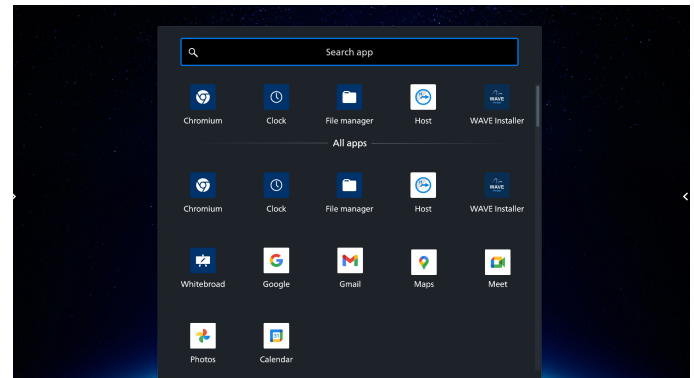 Search app
Chromium Clock File manager Host WAVE Installer
All apps
Chromium Clock File manager Host WAVE Installer
Whitebroad Google Gmail Maps Meet
Photos Calendar